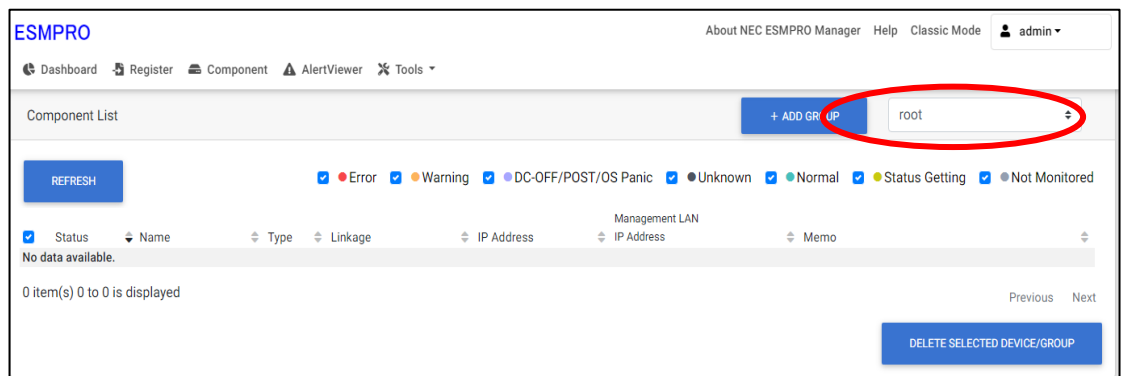 ESMPRO
About NEC ESMPRO Manager Help Classic Mode admin
Dashboard Register Component AlertViewer Tools
Component List
+ ADD GROUP
root
REFRESH
Error Warning DC-OFF/POST/OS Panic Unknown Normal Status Getting Not Monitored
Management LAN
Status Name Type Linkage IP Address IP Address Memo
No data available.
0 item(s) 0 to 0 is displayed
Previous Next
DELETE SELECTED DEVICE/GROUP